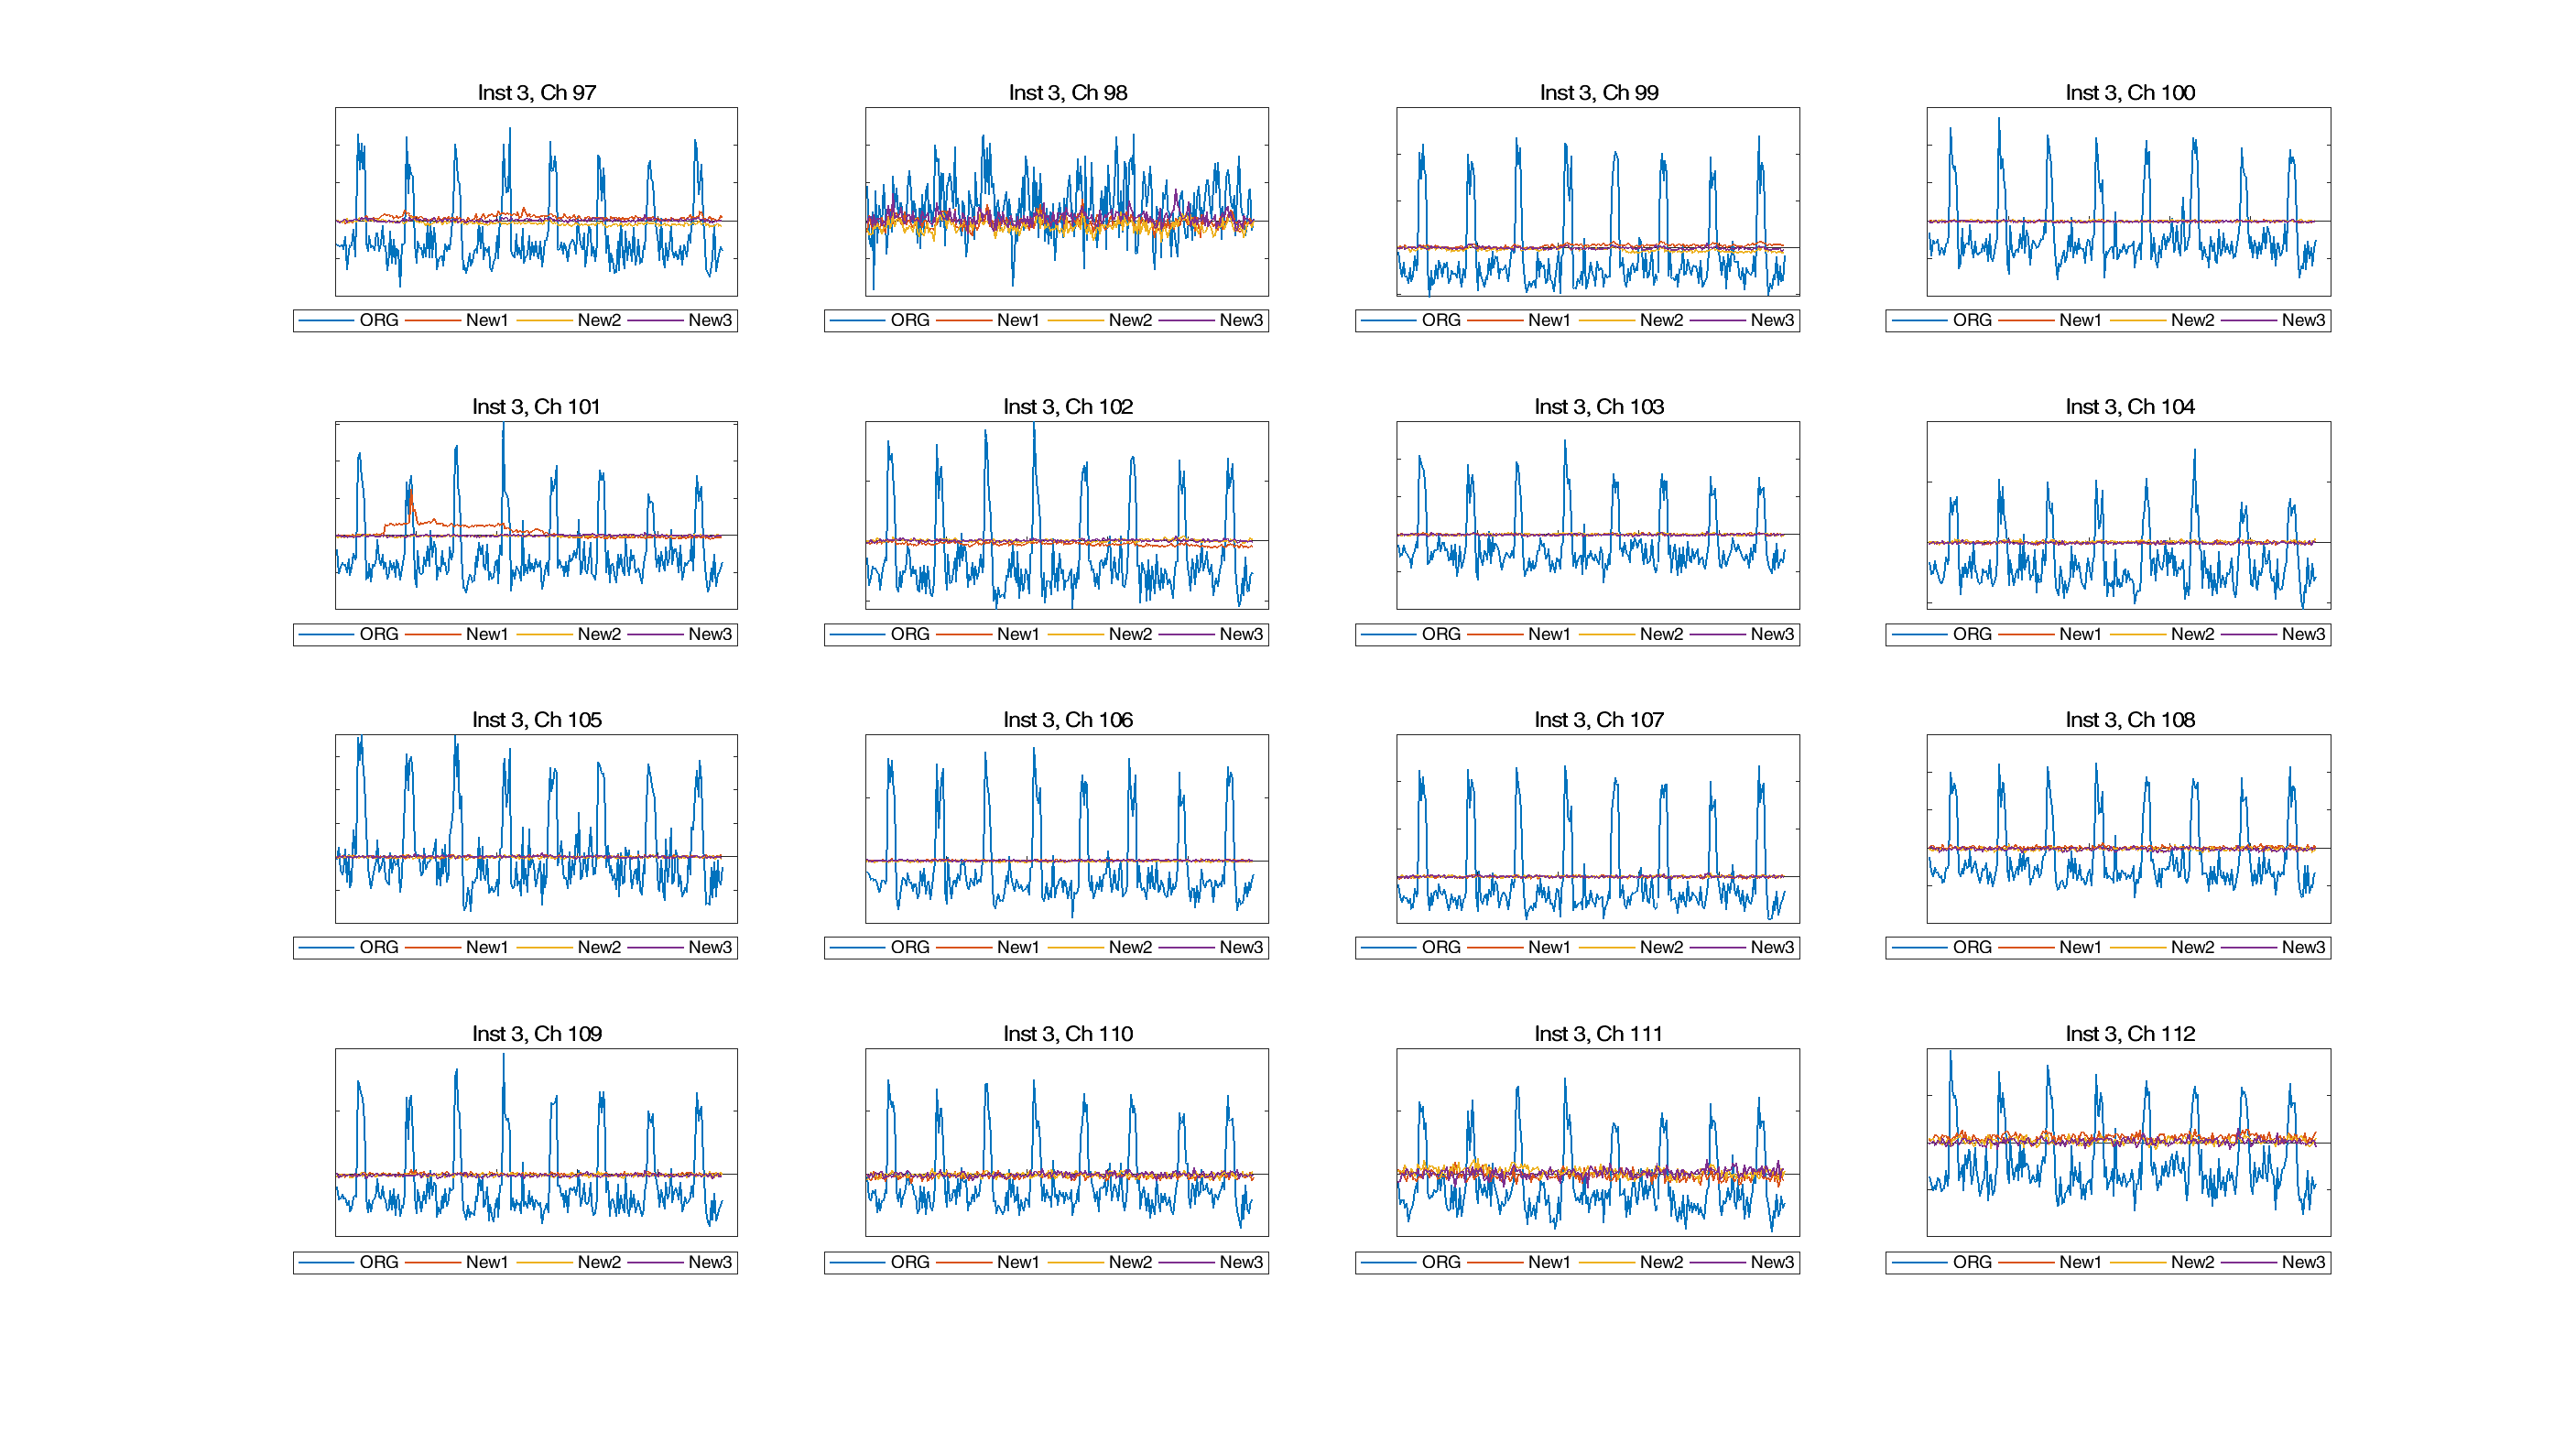 Inst 3, Ch 97
Inst 3, Ch 98
Inst 3, Ch 99
Inst 3, Ch 100
ORG New1 New2 New3
ORG New1 New2 New3
ORG New1 New2 New3
ORG New1 New2 New3
Inst 3, Ch 101
Inst 3, Ch 102
Inst 3, Ch 103
Inst 3, Ch 104
ORG New1 New2 New3
ORG New1 New2 New3
ORG New1 New2 New3
ORG New1 New2 New3
Inst 3, Ch 105
Inst 3, Ch 106
Inst 3, Ch 107
Inst 3, Ch 108
ORG New1 New2 New3
ORG New1 New2 New3
ORG New1 New2 New3
ORG New1 New2 New3
Inst 3, Ch 109
Inst 3, Ch 110
Inst 3, Ch 111
Inst 3, Ch 112
ORG New1 New2 New3
ORG New1 New2 New3
ORG New1 New2 New3
ORG New1 New2 New3